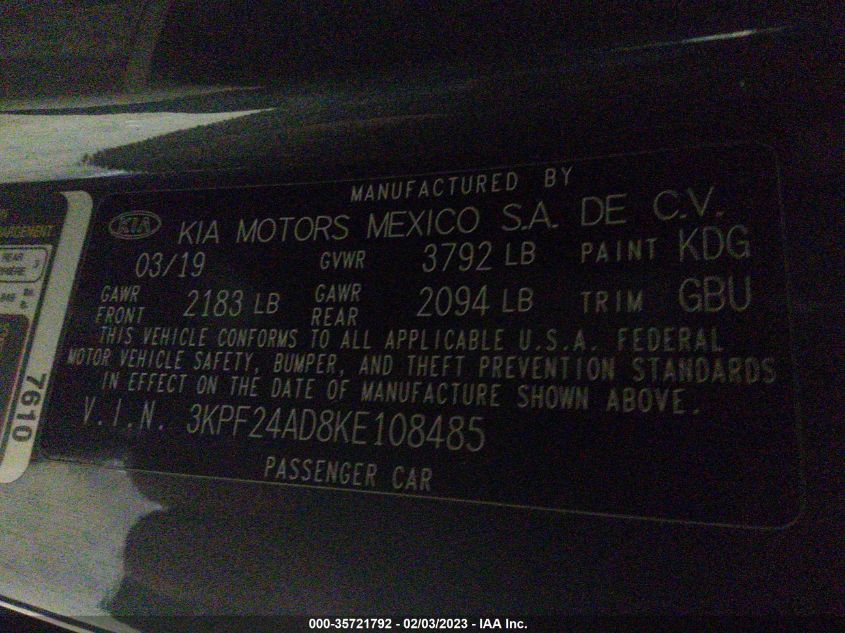 MANUFACTURED BY
KIA KIA MOTORS MEXICO S.A. DE C.V.
03/19 GVWR 3792 LB PAINT KDG
GAWR FRONT 2183 LB GAWR REAR 2094 LB TRIM GBU
THIS VEHICLE CONFORMS TO ALL APPLICABLE U.S.A. FEDERAL
MOTOR VEHICLE SAFETY, BUMPER, AND THEFT PREVENTION STANDARDS
IN EFFECT ON THE DATE OF MANUFACTURE SHOWN ABOVE.
V.I.N. 3KPF24AD8KE108485
PASSENGER CAR
REAR
7610
000-35721792 - 02/03/2023 - IAA Inc.